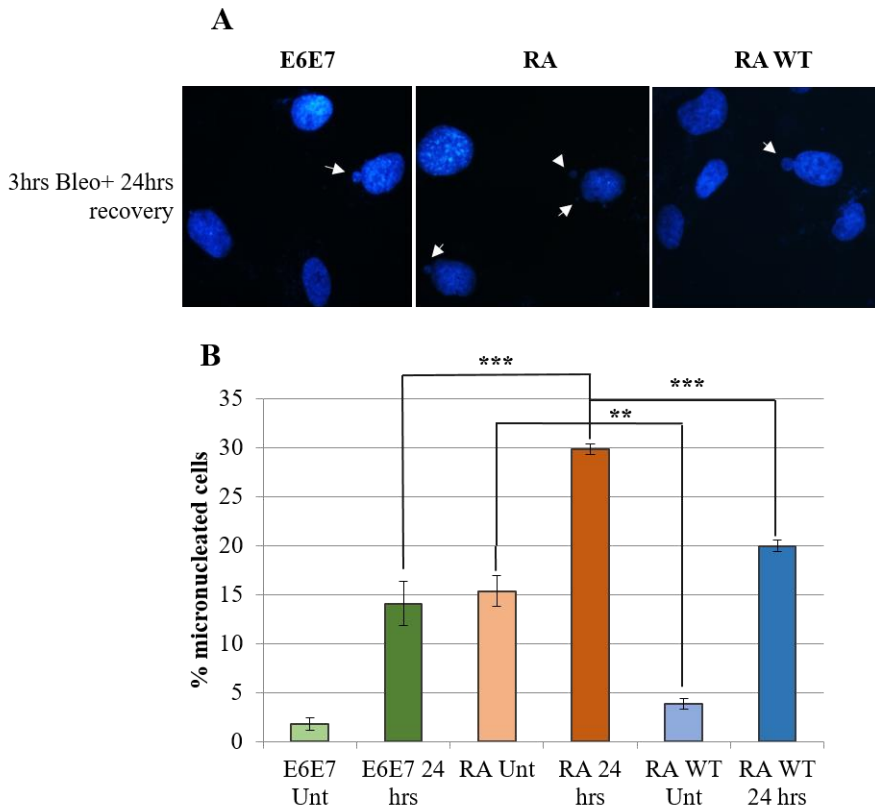 A
E6E7 RA RA WT
3hrs Bleo+ 24hrs
recovery
B
***
***
**
% micronucleated cells
35
30
25
20
15
10
5
0
E6E7 E6E7 24 RA Unt RA 24 RA WT RA WT
Unt hrs hrs Unt 24 hrs